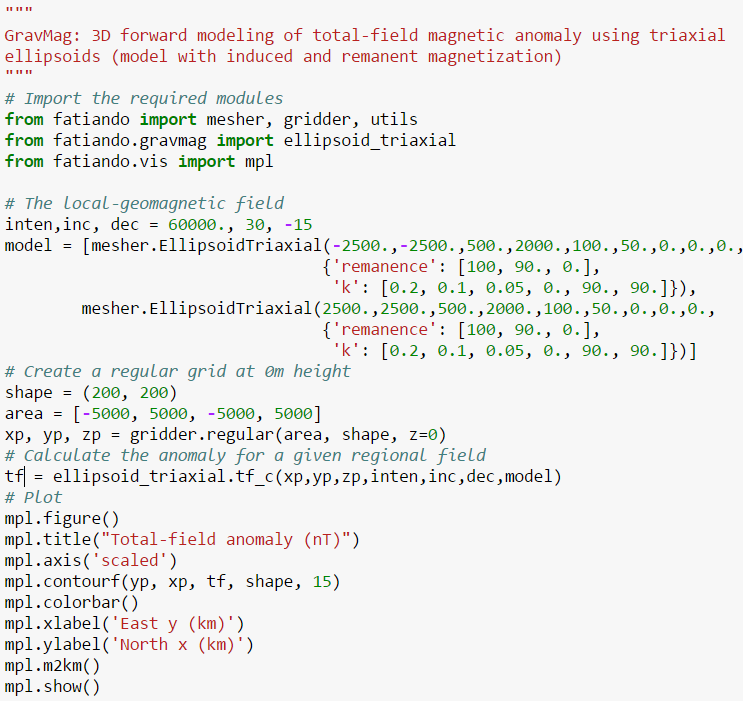 """
GravMag: 3D forward modeling of total-field magnetic anomaly using triaxial
ellipsoids (model with induced and remanent magnetization)
"""
# Import the required modules
from fatiando import mesher, gridder, utils
from fatiando.gravmag import ellipsoid_triaxial
from fatiando.vis import mpl

# The local-geomagnetic field
inten,inc, dec = 60000., 30, -15
model = [mesher.EllipsoidTriaxial(-2500.,-2500.,500.,2000.,100.,50.,0.,0.,0.,
                                 {'remanence': [100, 90., 0.],
                                  'k': [0.2, 0.1, 0.05, 0., 90., 90.]}),
        mesher.EllipsoidTriaxial(2500.,2500.,500.,2000.,100.,50.,0.,0.,0.,
                                 {'remanence': [100, 90., 0.],
                                  'k': [0.2, 0.1, 0.05, 0., 90., 90.]})]
# Create a regular grid at 0m height
shape = (200, 200)
area = [-5000, 5000, -5000, 5000]
xp, yp, zp = gridder.regular(area, shape, z=0)
# Calculate the anomaly for a given regional field
tf = ellipsoid_triaxial.tf_c(xp,yp,zp,inten,inc,dec,model)
# Plot
mpl.figure()
mpl.title("Total-field anomaly (nT)")
mpl.axis('scaled')
mpl.contourf(yp, xp, tf, shape, 15)
mpl.colorbar()
mpl.xlabel('East y (km)')
mpl.ylabel('North x (km)')
mpl.m2km()
mpl.show()